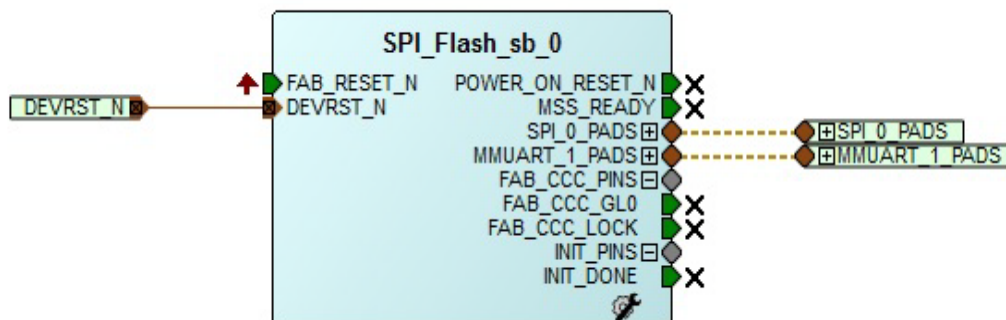 SPI_Flash_sb_0
FAB_RESET_N POWER_ON_RESET_N
DEVRST_N DEVRST_N MSS_READY
SPI_0_PADS SPI_0_PADS
MMUART_1_PADS MMUART_1_PADS
FAB_CCC_PINS
FAB_CCC_GL0
FAB_CCC_LOCK
INIT_PINS
INIT_DONE